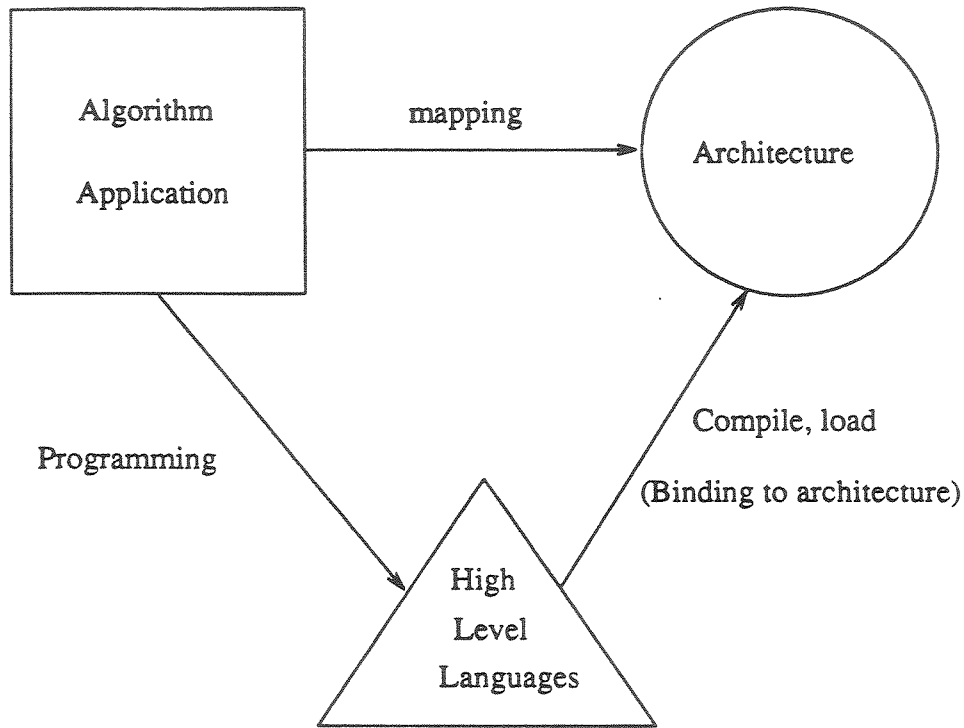 Algorithm
Application
mapping
Architecture
Programming
Compile, load
(Binding to architecture)
High
Level
Languages